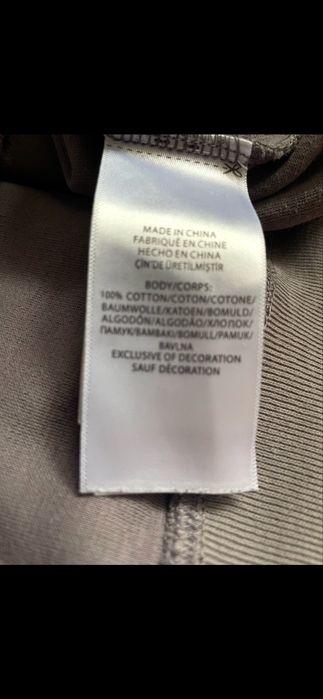 MADE IN CHINA
FABRIQUÉ EN CHINE
HECHO EN CHINA
ÇİN'DE ÜRETİLMİŞTİR
BODY/CORPS:
100% COTTON/COTON/COTONE/
BAUMWOLLE/KATOEN/BOMULD/
ALGODÓN/ALGODÃO/ХЛОПОК/
ПАМУК/ΒΑΜΒΑΚΙ/BOMULL/PAMUK/
BAVLNA
EXCLUSIVE OF DECORATION
SAUF DÉCORATION